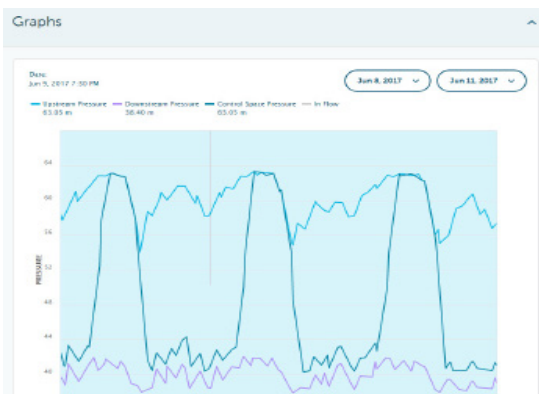 Graphs
Date:
Jun 9, 2017 7:30 PM
Jun 8, 2017
Jun 11, 2017
Upstream Pressure
63.05 m
Downstream Pressure
38.40 m
Control Space Pressure
63.05 m
In Flow
PRESSURE
64
60
56
52
48
44
40